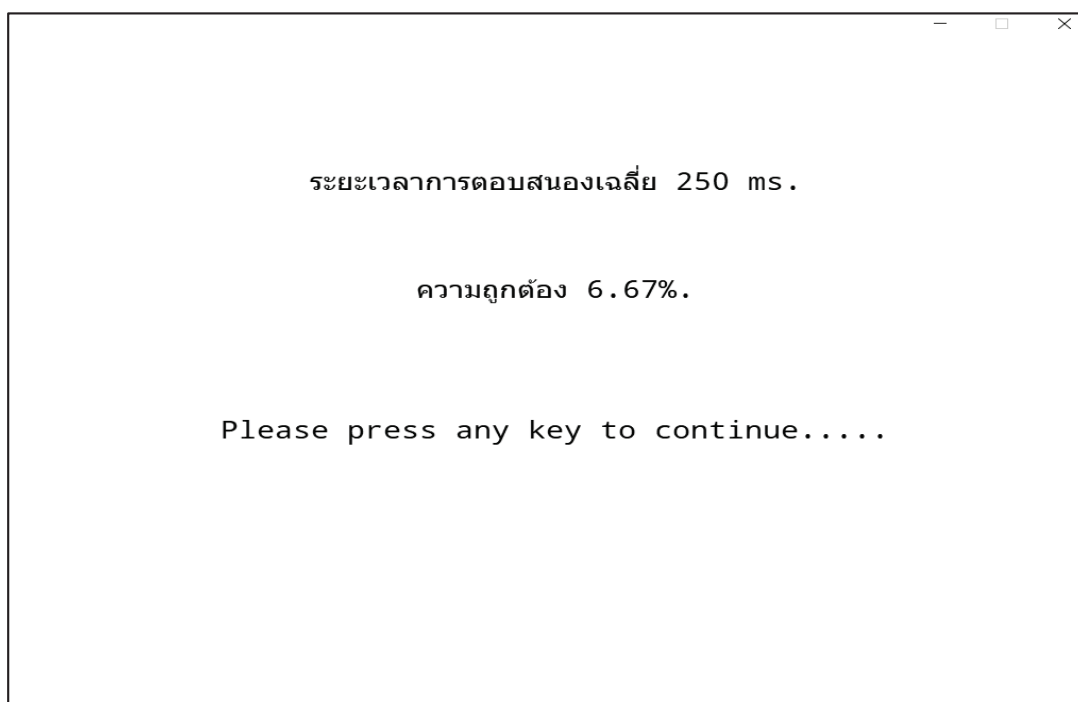 ระยะเวลาการตอบสนองเฉลี่ย 250 ms.
ความถูกต้อง 6.67%.
Please press any key to continue.....